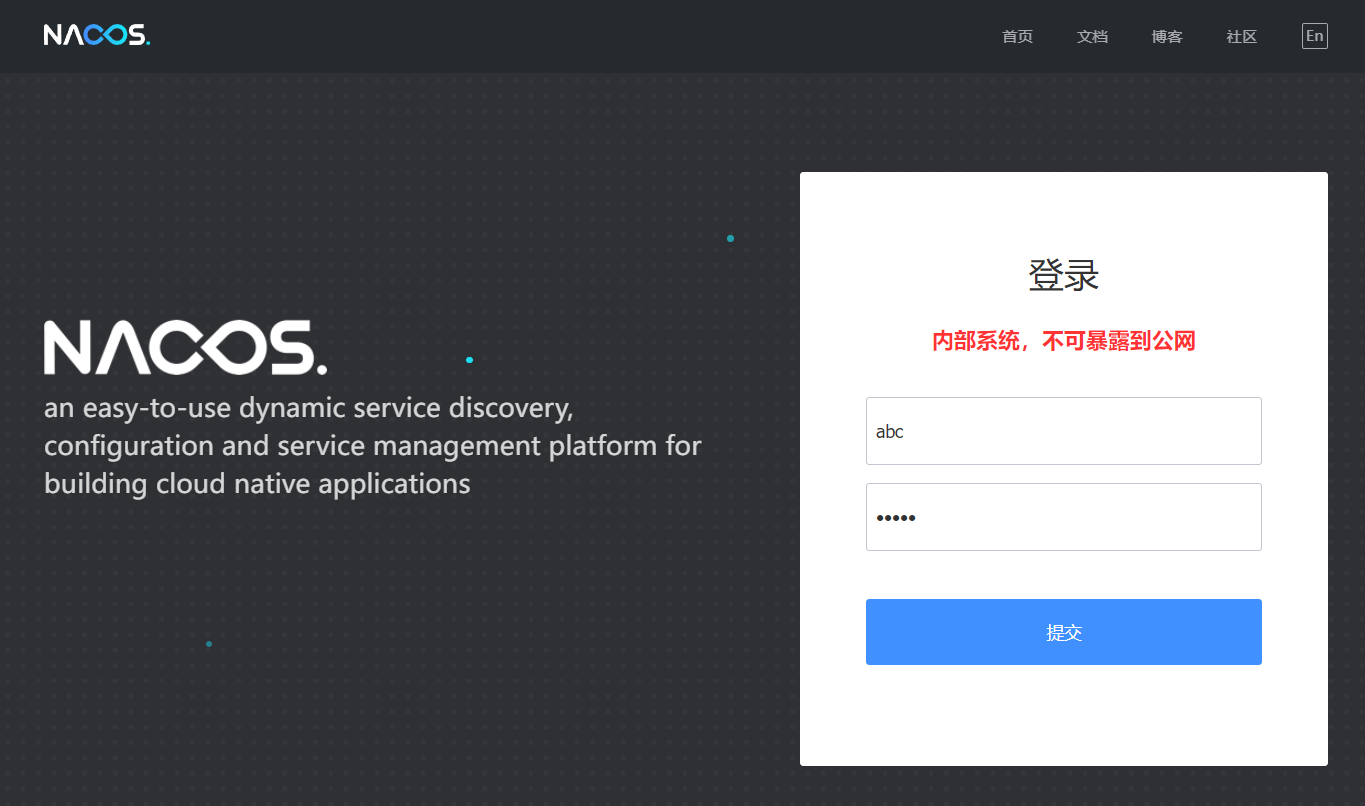 NACOS.
首页
文档
博客
社区
En
NACOS.
an easy-to-use dynamic service discovery,
configuration and service management platform for
building cloud native applications
登录
内部系统，不可暴露到公网
abc
•••••
提交